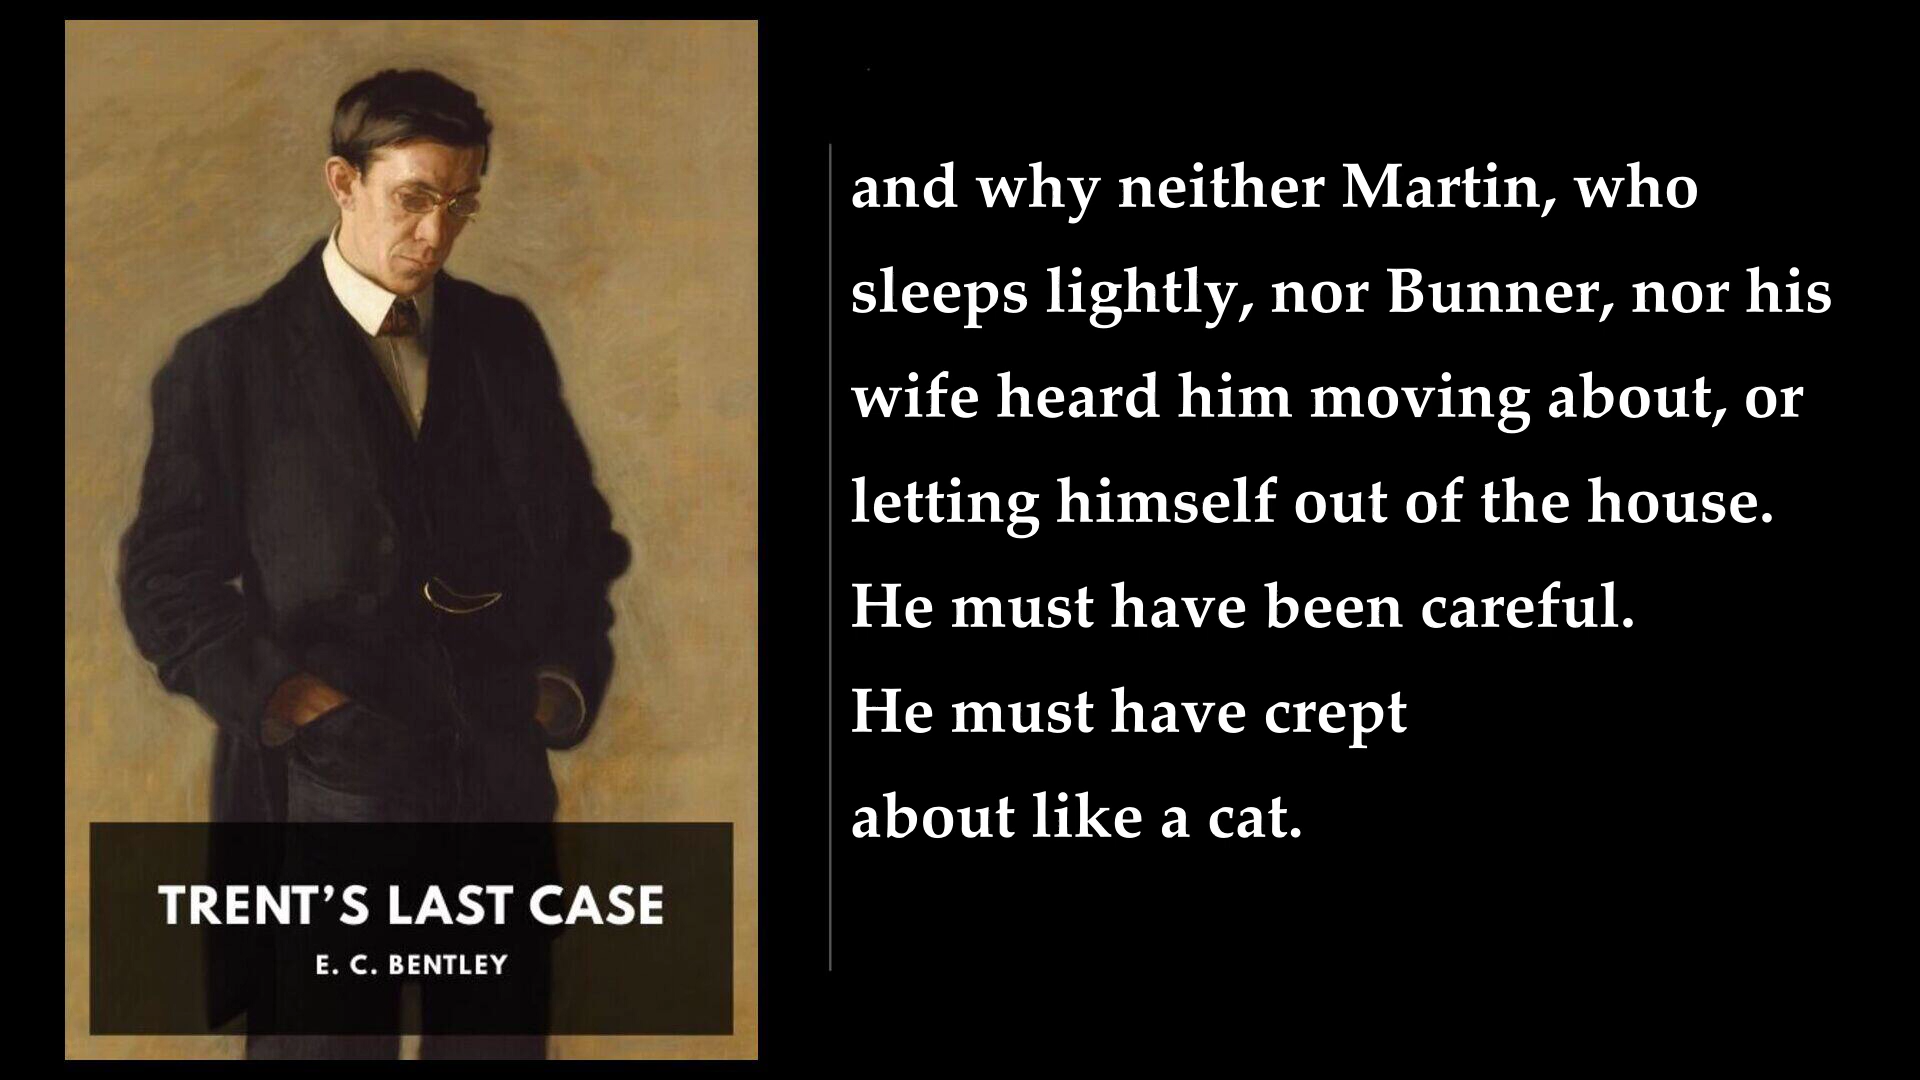 TRENT’S LAST CASE
E. C. BENTLEY
and why neither Martin, who
sleeps lightly, nor Bunner, nor his
wife heard him moving about, or
letting himself out of the house.
He must have been careful.
He must have crept
about like a cat.